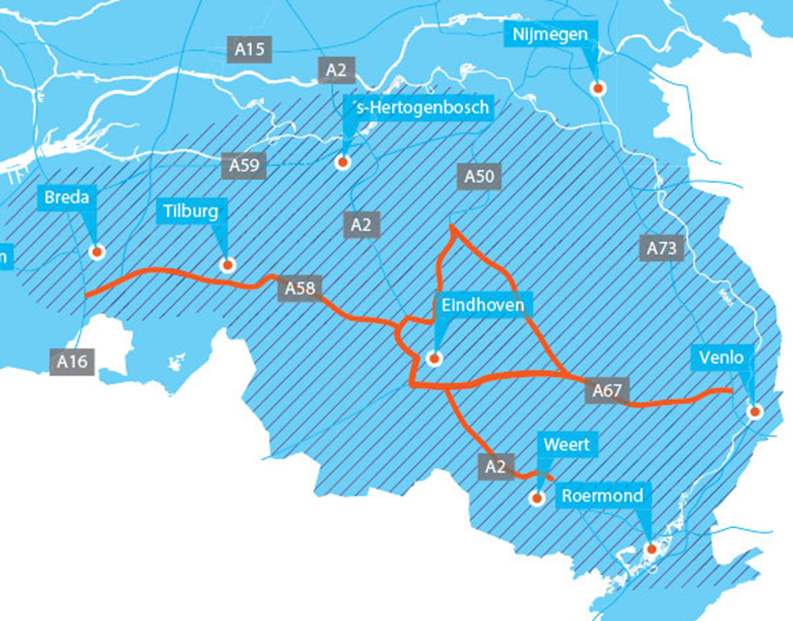 Nijmegen
A15
A2
's-Hertogenbosch
A59
A50
Breda
Tilburg
A2
A73
A58
Eindhoven
A16
Venlo
A67
Weert
A2
Roermond